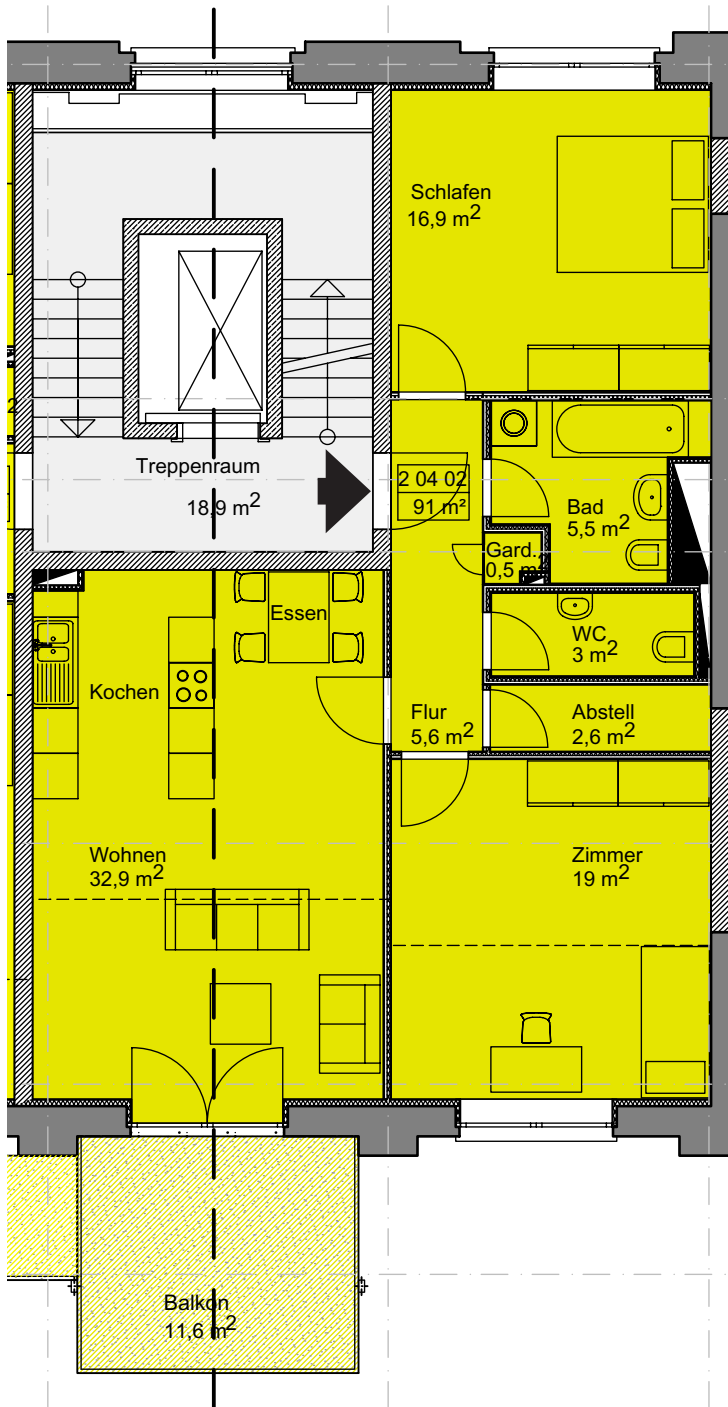 Schlafen
16,9 m²
2
Treppenraum
18,9 m²
2 04 02
91 m²
Bad
5,5 m²
Gard.
0,5 m²
Essen
WC
3 m²
Kochen
Flur
5,6 m²
Abstell
2,6 m²
Wohnen
32,9 m²
Zimmer
19 m²
Balkon
11,6 m²